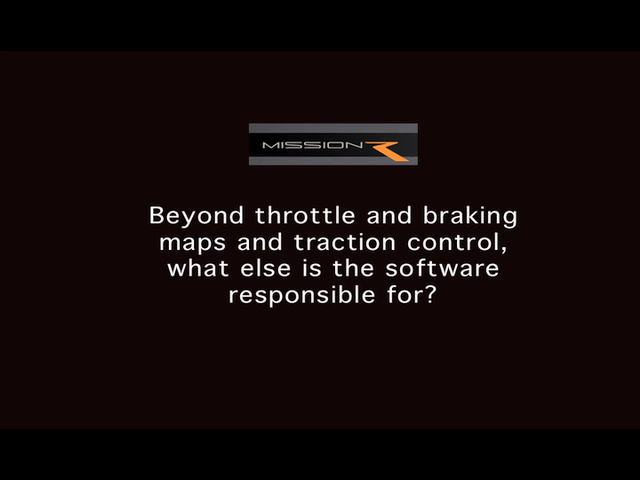 MISSION R
Beyond throttle and braking
maps and traction control,
what else is the software
responsible for?